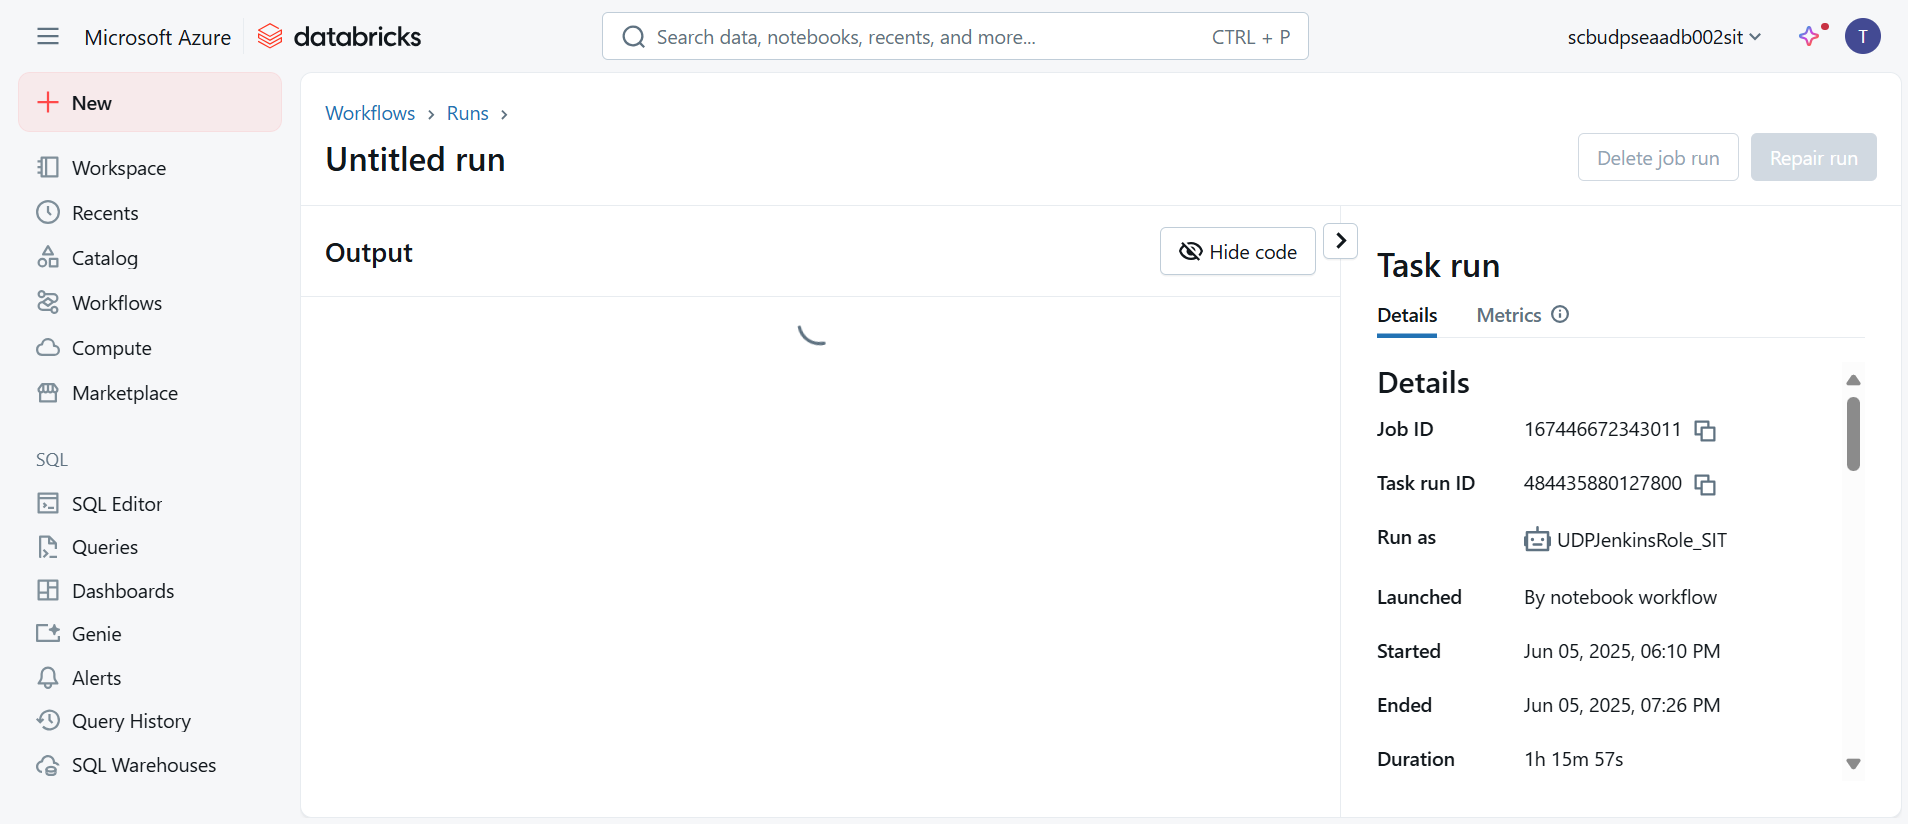 Microsoft Azure databricks
Search data, notebooks, recents, and more... CTRL + P
scbudpseaadb002sit
T
New
Workspace
Recents
Catalog
Workflows
Compute
Marketplace
SQL
SQL Editor
Queries
Dashboards
Genie
Alerts
Query History
SQL Warehouses
Workflows › Runs ›
Untitled run
Delete job run
Repair run
Output
Hide code
Task run
Details Metrics
Details
Job ID 167446672343011
Task run ID 484435880127800
Run as UDPJenkinsRole_SIT
Launched By notebook workflow
Started Jun 05, 2025, 06:10 PM
Ended Jun 05, 2025, 07:26 PM
Duration 1h 15m 57s